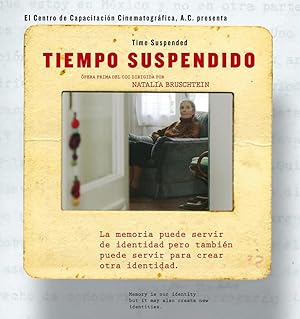 El Centro de Capacitación Cinematográfica, A.C. presenta
Time Suspended
TIEMPO SUSPENDIDO
ÓPERA PRIMA DEL CCC DIRIGIDA POR
NATALIA BRUSCHTEIN
La memoria puede servir
de identidad pero también
puede servir para crear
otra identidad.
Memory is our identity
but it may also create new
identities.